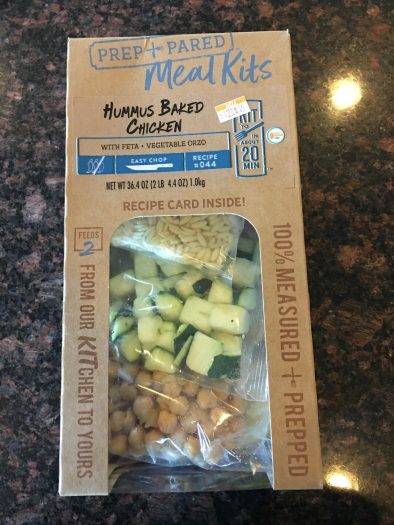 PREP + PARED
Meal Kits
HUMMUS BAKED
CHICKEN
WITH FETA + VEGETABLE ORZO
KIT
TO
IN
ABOUT
20
MIN
EASY CHOP
RECIPE
#044
NET WT 36.4 OZ (2 LB 4.4 OZ) 1.0kg
RECIPE CARD INSIDE!
FEEDS
2
FROM OUR KITCHEN TO YOURS
100% MEASURED + PREPPED